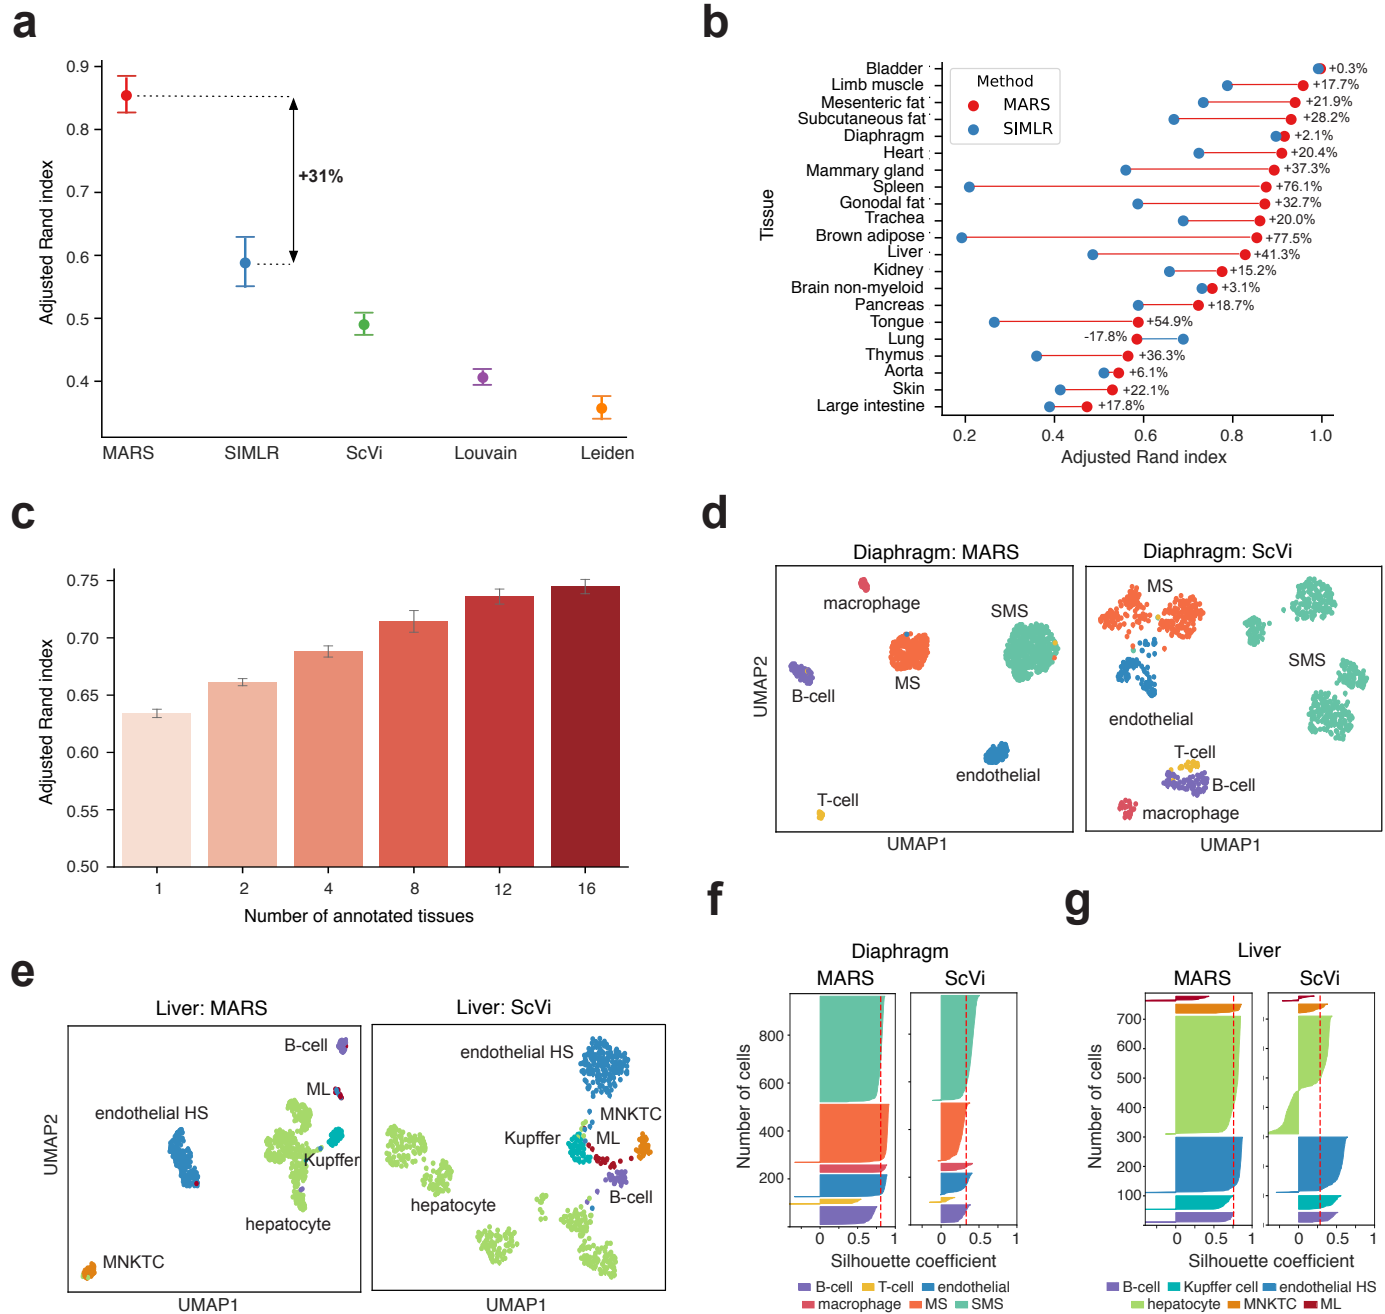 a
0.9
0.8
0.7
0.6
0.5
0.4
Adjusted Rand index
+31%
MARS SIMLR ScVi Louvain Leiden
b
Tissue
Bladder +0.3%
Limb muscle +17.7%
Mesenteric fat +21.9%
Subcutaneous fat +28.2%
Diaphragm +2.1%
Heart +20.4%
Mammary gland +37.3%
Spleen +76.1%
Gonodal fat +32.7%
Trachea +20.0%
Brown adipose +77.5%
Liver +41.3%
Kidney +15.2%
Brain non-myeloid +3.1%
Pancreas +18.7%
Tongue +54.9%
Lung -17.8%
Thymus +36.3%
Aorta +6.1%
Skin +22.1%
Large intestine +17.8%
Method
MARS
SIMLR
0.2 0.4 0.6 0.8 1.0
Adjusted Rand index
c
0.75
0.70
0.65
0.60
0.55
0.50
Adjusted Rand index
1 2 4 8 12 16
Number of annotated tissues
d
Diaphragm: MARS
macrophage
SMS
MS
B-cell
endothelial
T-cell
UMAP2
UMAP1
Diaphragm: ScVi
MS
SMS
endothelial
T-cell
B-cell
macrophage
UMAP1
e
Liver: MARS
B-cell
ML
endothelial HS
Kupffer
hepatocyte
MNKTC
UMAP2
UMAP1
Liver: ScVi
endothelial HS
MNKTC
Kupffer ML
B-cell
hepatocyte
UMAP1
f
Diaphragm
MARS ScVi
Number of cells
800
600
400
200
0 0.5 1 0 0.5 1
Silhouette coefficient
B-cell T-cell endothelial
macrophage MS SMS
g
Liver
MARS ScVi
Number of cells
700
600
500
400
300
200
100
0 0.5 1 0 0.5 1
Silhouette coefficient
B-cell Kupffer cell endothelial HS
hepatocyte MNKTC ML